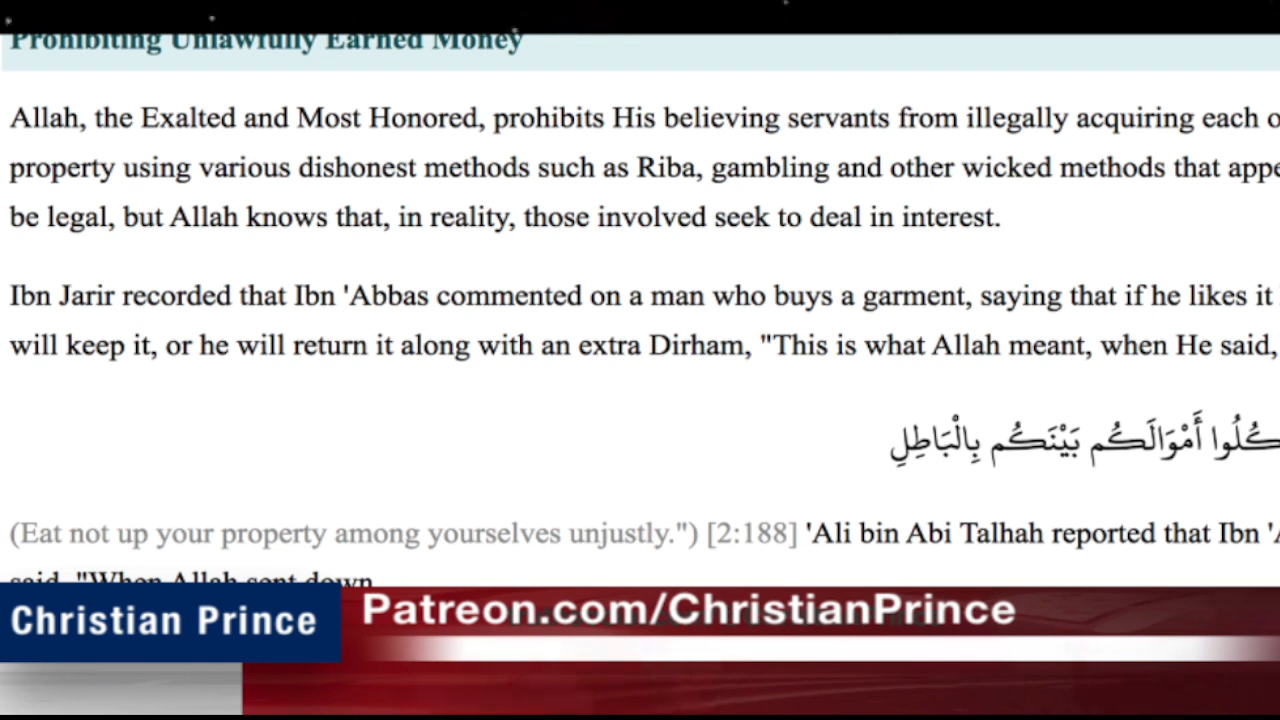 Prohibiting Unlawfully Earned Money
Allah, the Exalted and Most Honored, prohibits His believing servants from illegally acquiring each
property using various dishonest methods such as Riba, gambling and other wicked methods that
be legal, but Allah knows that, in reality, those involved seek to deal in interest.
Ibn Jarir recorded that Ibn 'Abbas commented on a man who buys a garment, saying that if he likes it
will keep it, or he will return it along with an extra Dirham, "This is what Allah meant, when He said,
أَمْوَالَكُم بَيْنَكُم بِالْبَاطِلِ
(Eat not up your property among yourselves unjustly.") [2:188] 'Ali bin Abi Talhah reported that Ibn
said, "When Allah sent down
Christian Prince
Patreon.com/ChristianPrince